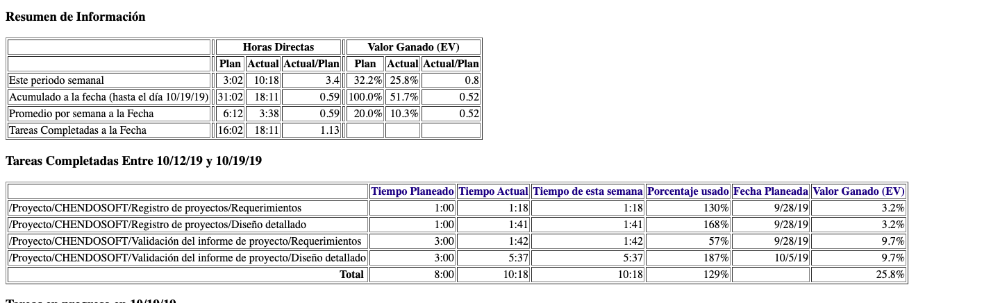 Resumen de Información
Horas Directas Valor Ganado (EV)
Plan Actual Actual/Plan Plan Actual Actual/Plan
Este periodo semanal 3:02 10:18 3.4 32.2% 25.8% 0.8
Acumulado a la fecha (hasta el día 10/19/19) 31:02 18:11 0.59 100.0% 51.7% 0.52
Promedio por semana a la Fecha 6:12 3:38 0.59 20.0% 10.3% 0.52
Tareas Completadas a la Fecha 16:02 18:11 1.13
Tareas Completadas Entre 10/12/19 y 10/19/19
Tiempo Planeado Tiempo Actual Tiempo de esta semana Porcentaje usado Fecha Planeada Valor Ganado (EV)
/Proyecto/CHENDOSOFT/Registro de proyectos/Requerimientos 1:00 1:18 1:18 130% 9/28/19 3.2%
/Proyecto/CHENDOSOFT/Registro de proyectos/Diseño detallado 1:00 1:41 1:41 168% 9/28/19 3.2%
/Proyecto/CHENDOSOFT/Validación del informe de proyecto/Requerimientos 3:00 1:42 1:42 57% 9/28/19 9.7%
/Proyecto/CHENDOSOFT/Validación del informe de proyecto/Diseño detallado 3:00 5:37 5:37 187% 10/5/19 9.7%
Total 8:00 10:18 10:18 129% 25.8%
Tareas en progreso en 10/19/19